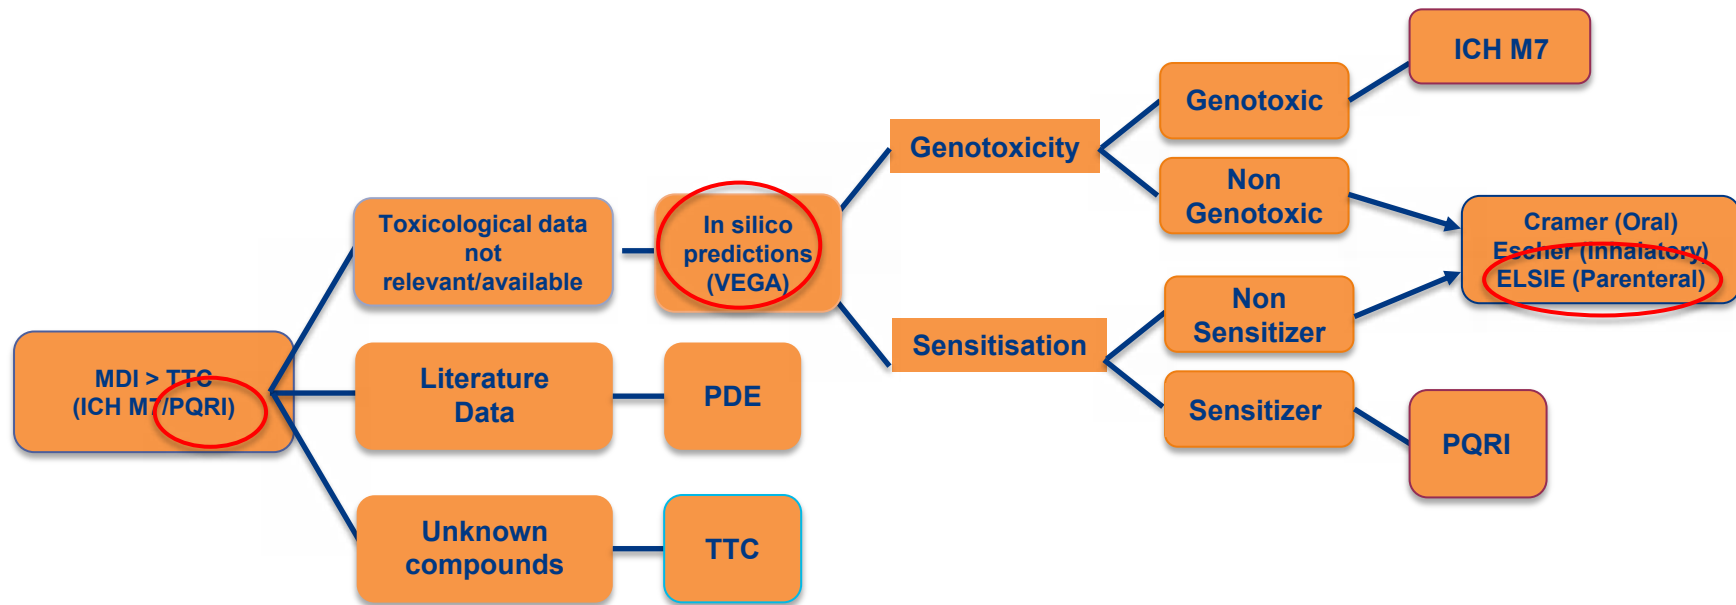 MDI > TTC
(ICH M7/PQRI)
Toxicological data
not
relevant/available
Literature
Data
Unknown
compounds
In silico
predictions
(VEGA)
PDE
TTC
Genotoxicity
Sensitisation
Genotoxic
Non
Genotoxic
Non
Sensitizer
Sensitizer
ICH M7
Cramer (Oral)
Escher (Inhalatory)
ELSIE (Parenteral)
PQRI